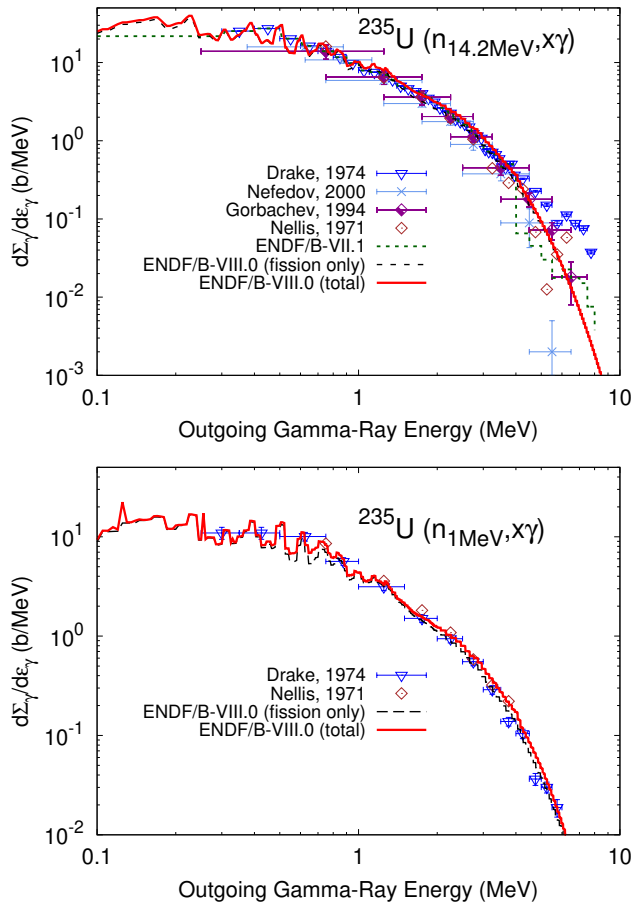 ²³⁵U (n₁₄.₂MeV,xγ)
dΣγ/dεγ (b/MeV)
10¹
10⁰
10⁻¹
10⁻²
10⁻³
Drake, 1974
Nefedov, 2000
Gorbachev, 1994
Nellis, 1971
ENDF/B-VII.1
ENDF/B-VIII.0 (fission only)
ENDF/B-VIII.0 (total)
0.1 1 10
Outgoing Gamma-Ray Energy (MeV)
²³⁵U (n₁MeV,xγ)
dΣγ/dεγ (b/MeV)
10²
10¹
10⁰
10⁻¹
10⁻²
Drake, 1974
Nellis, 1971
ENDF/B-VIII.0 (fission only)
ENDF/B-VIII.0 (total)
0.1 1 10
Outgoing Gamma-Ray Energy (MeV)